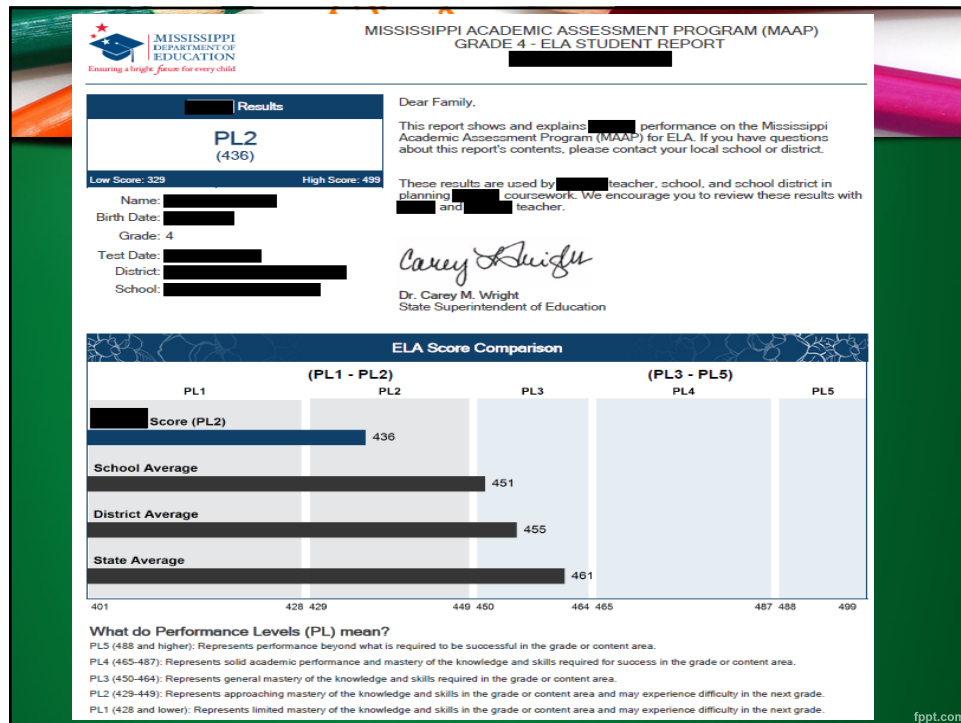 MISSISSIPPI
DEPARTMENT OF
EDUCATION
Ensuring a bright future for every child
MISSISSIPPI ACADEMIC ASSESSMENT PROGRAM (MAAP)
GRADE 4 - ELA STUDENT REPORT
Results
PL2
(436)
Low Score: 329 High Score: 499
Name:
Birth Date:
Grade: 4
Test Date:
District:
School:
Dear Family,
This report shows and explains performance on the Mississippi
Academic Assessment Program (MAAP) for ELA. If you have questions
about this report's contents, please contact your local school or district.
These results are used by teacher, school, and school district in
planning coursework. We encourage you to review these results with
and teacher.
Carey M Wright
Dr. Carey M. Wright
State Superintendent of Education
ELA Score Comparison
(PL1 - PL2) (PL3 - PL5)
PL1 PL2 PL3 PL4 PL5
Score (PL2)
436
School Average
451
District Average
455
State Average
461
401 428 429 449 450 464 465 487 488 499
What do Performance Levels (PL) mean?
PL5 (488 and higher): Represents performance beyond what is required to be successful in the grade or content area.
PL4 (465-487): Represents solid academic performance and mastery of the knowledge and skills required for success in the grade or content area.
PL3 (450-464): Represents general mastery of the knowledge and skills required in the grade or content area.
PL2 (429-449): Represents approaching mastery of the knowledge and skills in the grade or content area and may experience difficulty in the next grade.
PL1 (428 and lower): Represents limited mastery of the knowledge and skills in the grade or content area and may experience difficulty in the next grade.
fppt.com